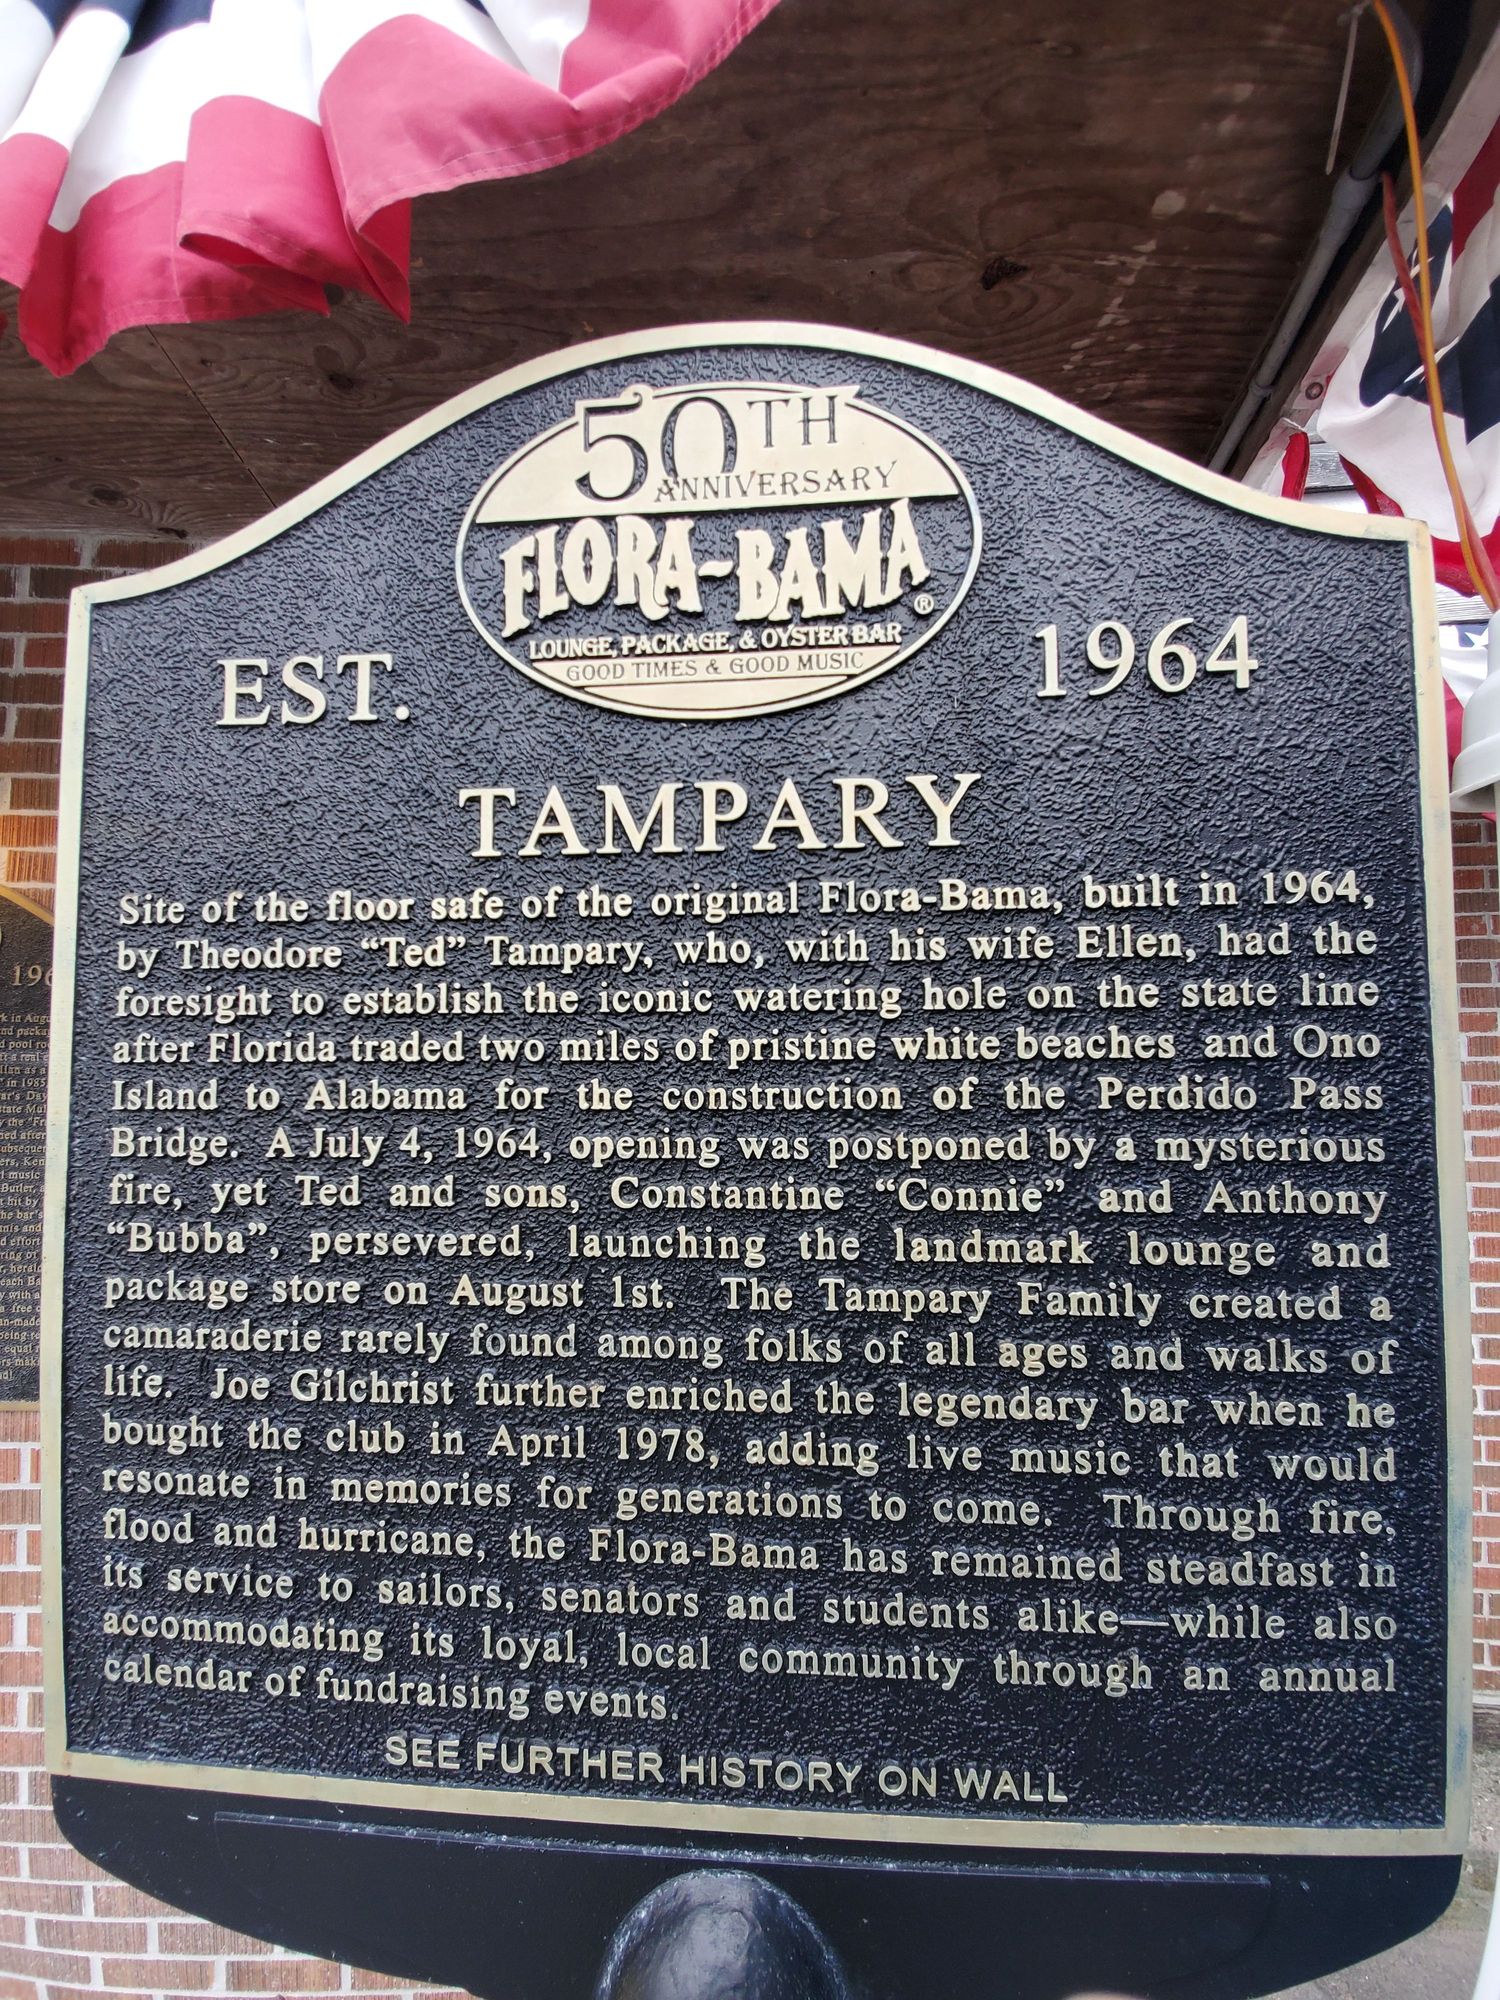 50TH
ANNIVERSARY
FLORA-BAMA®
LOUNGE, PACKAGE, & OYSTER BAR
GOOD TIMES & GOOD MUSIC
EST. 1964
TAMPARY
Site of the floor safe of the original Flora-Bama, built in 1964,
by Theodore “Ted” Tampary, who, with his wife Ellen, had the
foresight to establish the iconic watering hole on the state line
after Florida traded two miles of pristine white beaches and Ono
Island to Alabama for the construction of the Perdido Pass
Bridge. A July 4, 1964, opening was postponed by a mysterious
fire, yet Ted and sons, Constantine “Connie” and Anthony
“Bubba”, persevered, launching the landmark lounge and
package store on August 1st. The Tampary Family created a
camaraderie rarely found among folks of all ages and walks of
life. Joe Gilchrist further enriched the legendary bar when he
bought the club in April 1978, adding live music that would
resonate in memories for generations to come. Through fire,
flood and hurricane, the Flora-Bama has remained steadfast in
its service to sailors, senators and students alike—while also
accommodating its loyal, local community through an annual
calendar of fundraising events.
SEE FURTHER HISTORY ON WALL